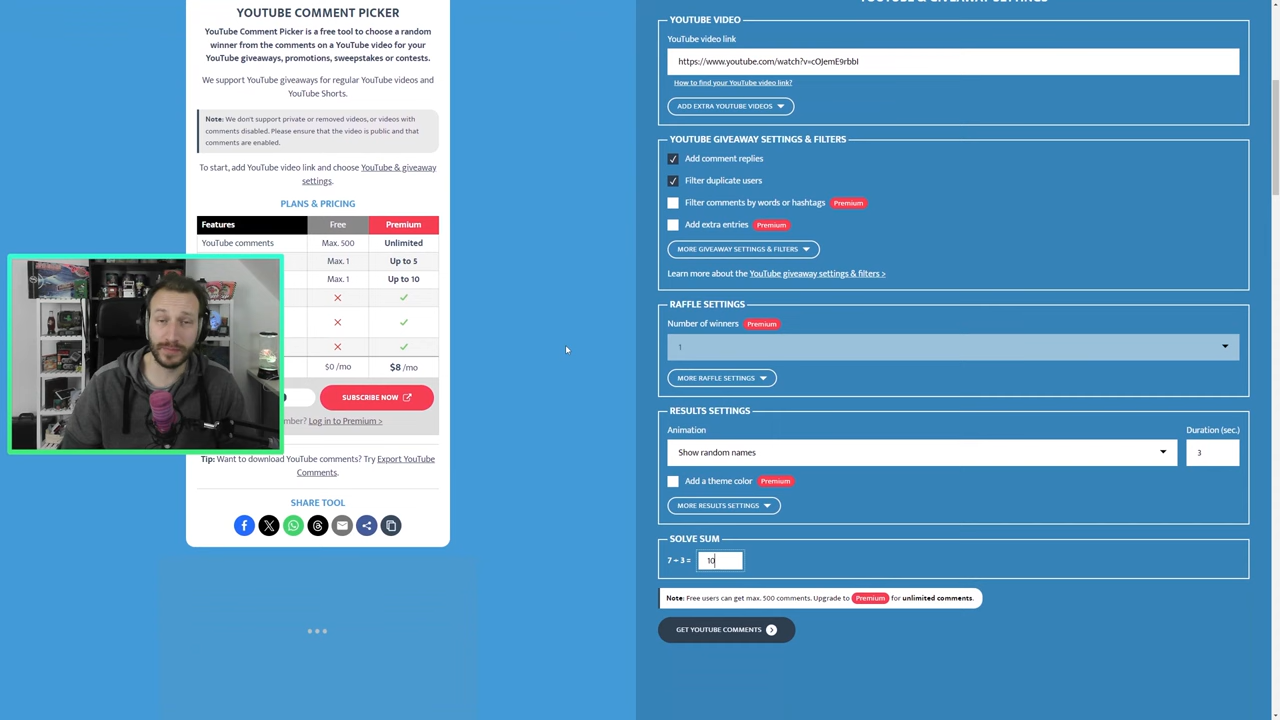 YOUTUBE COMMENT PICKER
YouTube Comment Picker is a free tool to choose a random
winner from the comments on a YouTube video for your
YouTube giveaways, promotions, sweepstakes or contests.
We support YouTube giveaways for regular YouTube videos and
YouTube Shorts.
Note: We don't support private or removed videos, or videos with
comments disabled. Please ensure that the video is public and that
comments are enabled.
To start, add YouTube video link and choose YouTube & giveaway
settings.
PLANS & PRICING
Features Free Premium
YouTube comments Max. 500 Unlimited
Max. 1 Up to 5
Max. 1 Up to 10
$0 /mo $8 /mo
SUBSCRIBE NOW
mber? Log in to Premium >
Tip: Want to download YouTube comments? Try Export YouTube
Comments.
SHARE TOOL
YOUTUBE VIDEO
YouTube video link
https://www.youtube.com/watch?v=cOJemE9rbbI
How to find your YouTube video link?
ADD EXTRA YOUTUBE VIDEOS
YOUTUBE GIVEAWAY SETTINGS & FILTERS
Add comment replies
Filter duplicate users
Filter comments by words or hashtags Premium
Add extra entries Premium
MORE GIVEAWAY SETTINGS & FILTERS
Learn more about the YouTube giveaway settings & filters >
RAFFLE SETTINGS
Number of winners Premium
1
MORE RAFFLE SETTINGS
RESULTS SETTINGS
Animation Duration (sec.)
Show random names 3
Add a theme color Premium
MORE RESULTS SETTINGS
SOLVE SUM
7 + 3 = 10
Note: Free users can get max. 500 comments. Upgrade to Premium for unlimited comments.
GET YOUTUBE COMMENTS